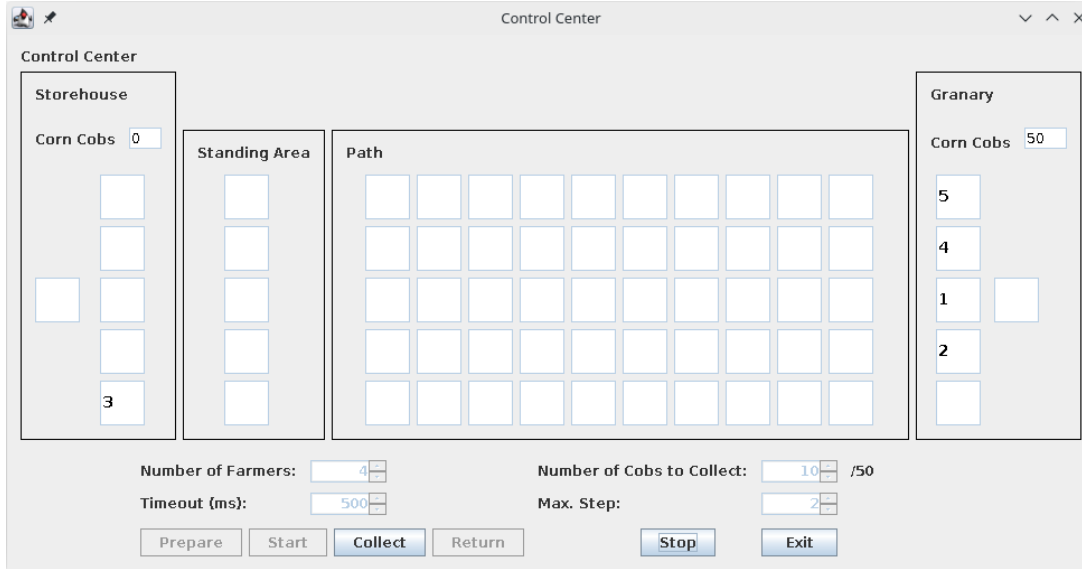 Control Center
Control Center
Storehouse
Granary
Corn Cobs 0
Corn Cobs 50
Standing Area
Path
5
4
1
2
3
Number of Farmers: 4
Number of Cobs to Collect: 10 /50
Timeout (ms): 500
Max. Step: 2
Prepare Start Collect Return Stop Exit